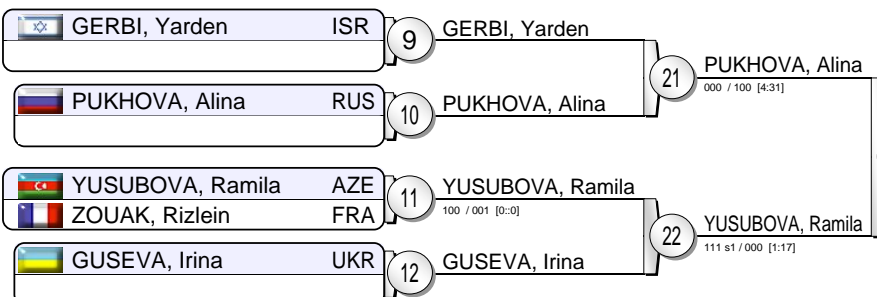 GERBI, Yarden ISR
9
GERBI, Yarden
21
PUKHOVA, Alina
000 / 100 [4:31]
PUKHOVA, Alina RUS
10
PUKHOVA, Alina
YUSUBOVA, Ramila AZE
ZOUAK, Rizlein FRA
11
YUSUBOVA, Ramila
100 / 001 [0::0]
22
YUSUBOVA, Ramila
111 s1 / 000 [1:17]
GUSEVA, Irina UKR
12
GUSEVA, Irina